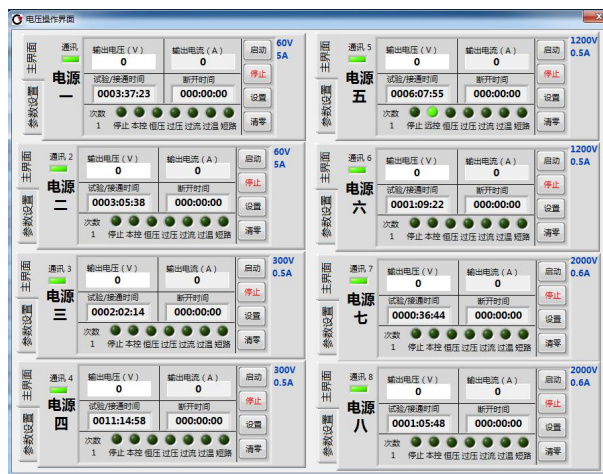 电压操作界面
主界面
参数设置
通讯
电源
一
输出电压(V)
0
输出电流(A)
0
试验/接通时间
0003:37:23
断开时间
000:00:00
次数
1 停止 本控 恒压 过压 过流 过温 短路
启动
停止
设置
清零
60V
5A
主界面
参数设置
通讯 2
电源
二
输出电压(V)
0
输出电流(A)
0
试验/接通时间
0003:05:38
断开时间
000:00:00
次数
1 停止 本控 恒压 过压 过流 过温 短路
启动
停止
设置
清零
60V
5A
主界面
参数设置
通讯 3
电源
三
输出电压(V)
0
输出电流(A)
0
试验/接通时间
0002:02:14
断开时间
000:00:00
次数
1 停止 本控 恒压 过压 过流 过温 短路
启动
停止
设置
清零
300V
0.5A
主界面
参数设置
通讯 4
电源
四
输出电压(V)
0
输出电流(A)
0
试验/接通时间
0011:14:58
断开时间
000:00:00
次数
1 停止 本控 恒压 过压 过流 过温 短路
启动
停止
设置
清零
300V
0.5A
主界面
参数设置
通讯 5
电源
五
输出电压(V)
0
输出电流(A)
0
试验/接通时间
0006:07:55
断开时间
000:00:00
次数
1 停止 远控 恒压 过压 过流 过温 短路
启动
停止
设置
清零
1200V
0.5A
主界面
参数设置
通讯 6
电源
六
输出电压(V)
0
输出电流(A)
0
试验/接通时间
0001:09:22
断开时间
000:00:00
次数
1 停止 本控 恒压 过压 过流 过温 短路
启动
停止
设置
清零
1200V
0.5A
主界面
参数设置
通讯 7
电源
七
输出电压(V)
0
输出电流(A)
0
试验/接通时间
0000:36:44
断开时间
000:00:00
次数
1 停止 本控 恒压 过压 过流 过温 短路
启动
停止
设置
清零
2000V
0.6A
主界面
参数设置
通讯 8
电源
八
输出电压(V)
0
输出电流(A)
0
试验/接通时间
0001:05:48
断开时间
000:00:00
次数
1 停止 本控 恒压 过压 过流 过温 短路
启动
停止
设置
清零
2000V
0.6A